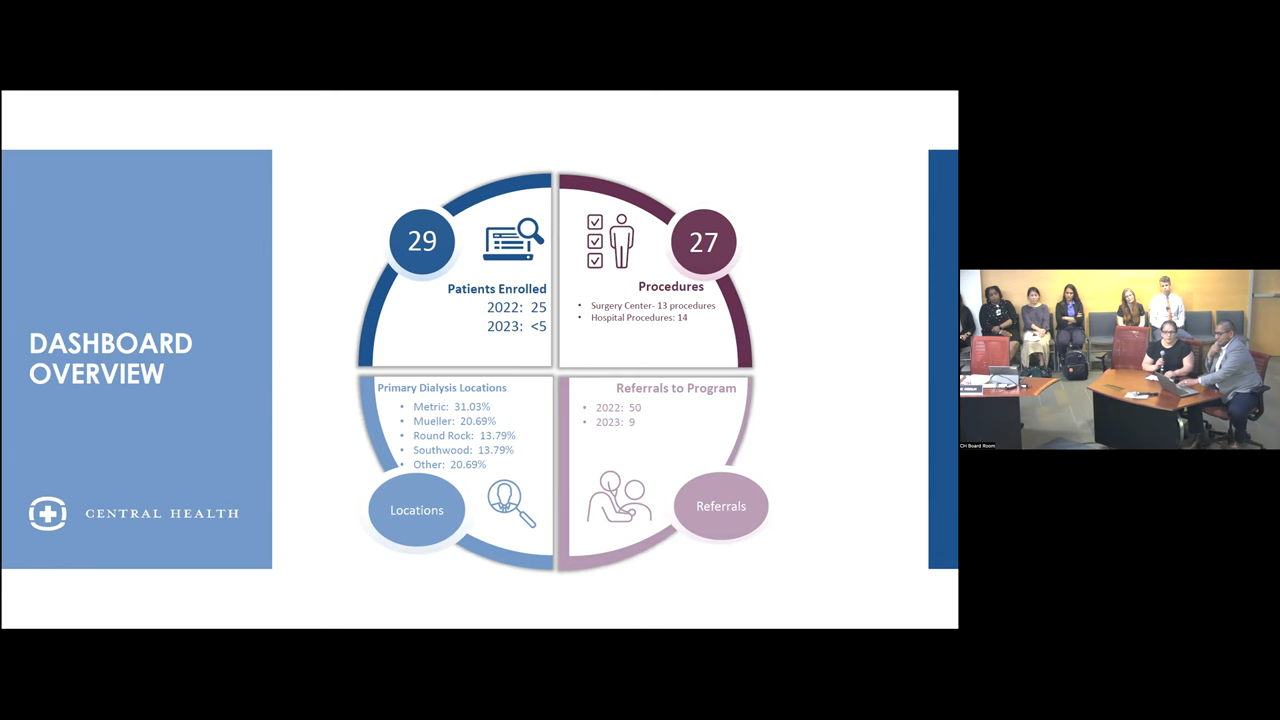 DASHBOARD
OVERVIEW
CENTRAL HEALTH
29
Patients Enrolled
2022: 25
2023: <5
27
Procedures
• Surgery Center- 13 procedures
• Hospital Procedures: 14
Primary Dialysis Locations
• Metric: 31.03%
• Mueller: 20.69%
• Round Rock: 13.79%
• Southwood: 13.79%
• Other: 20.69%
Locations
Referrals to Program
• 2022: 50
• 2023: 9
Referrals
CH Board Room